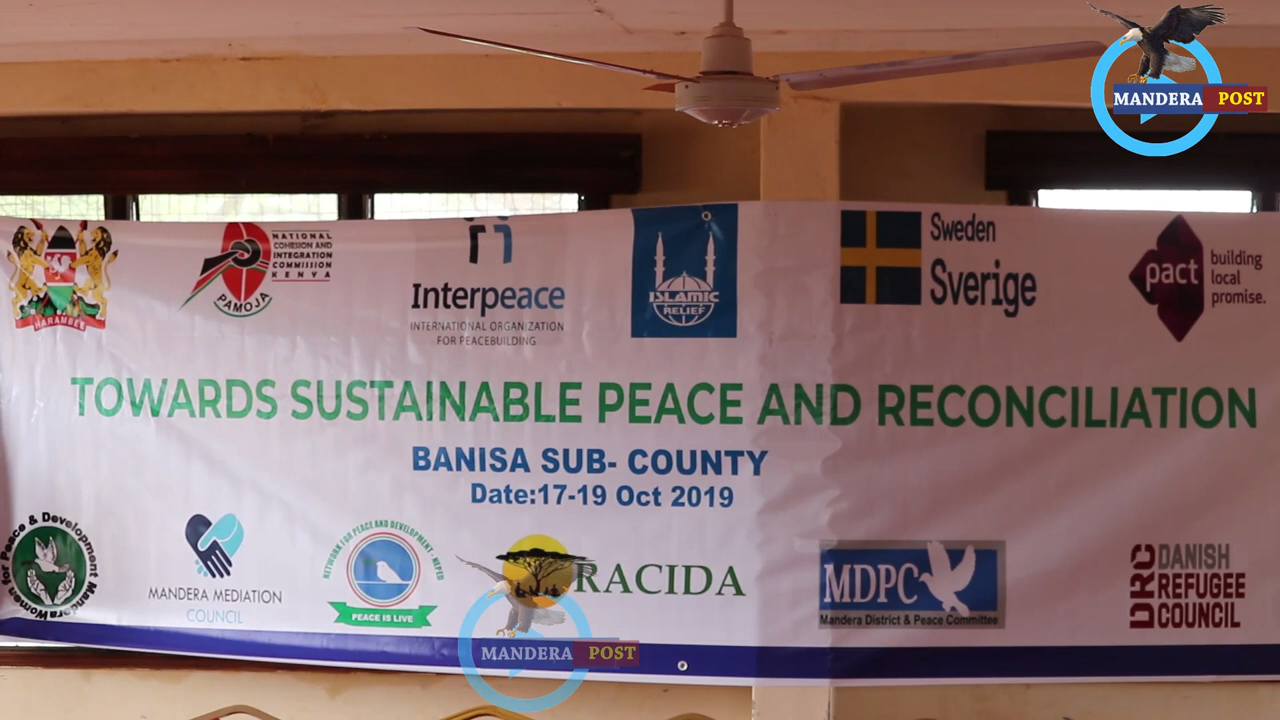 MANDERA POST
HARAMBEE
NATIONAL
COHESION AND
INTEGRATION
COMMISSION
KENYA
PAMOJA
Interpeace
INTERNATIONAL ORGANIZATION
FOR PEACEBUILDING
ISLAMIC
RELIEF
Sweden
Sverige
pact
building
local
promise.
TOWARDS SUSTAINABLE PEACE AND RECONCILIATION
BANISA SUB- COUNTY
Date:17-19 Oct 2019
Mandera Women for Peace & Development
MANDERA MEDIATION
COUNCIL
NETWORK FOR PEACE AND DEVELOPMENT - NEPED
PEACE IS LIVE
RACIDA
MDPC
Mandera District & Peace Committee
DRC
DANISH
REFUGEE
COUNCIL
MANDERA POST